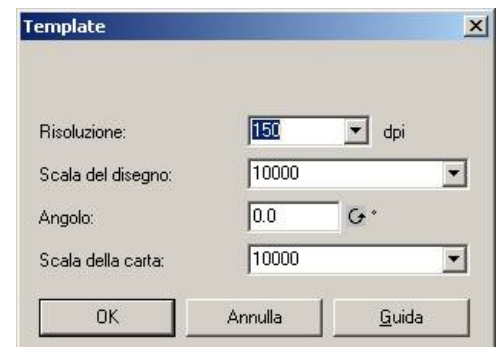 Template
Risoluzione: 150 dpi
Scala del disegno: 10000
Angolo: 0.0 °
Scala della carta: 10000
OK Annulla Guida